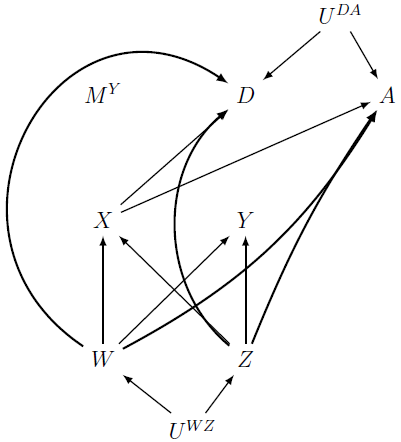 U^{DA}
M^Y D A
X Y
W Z
U^{WZ}